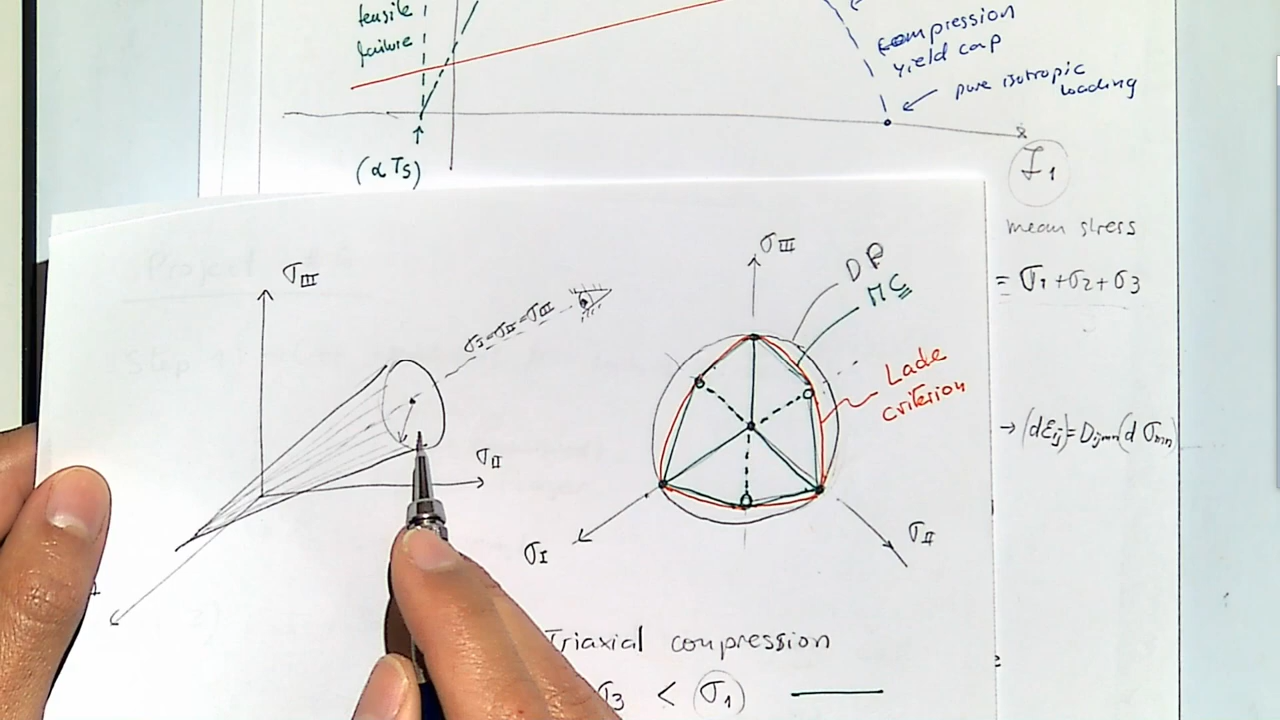 tensile
failure
compression
yield cap
pure isotropic
loading
(α TS)
I₁
mean stress
= σ₁+σ₂+σ₃
→ (dεij)=Dijmn(dσmn)
σIII
σI=σII=σIII
σII
σIII
DP
MC
Lade
criterion
σI
σII
Triaxial compression
σ₃ < σ₁